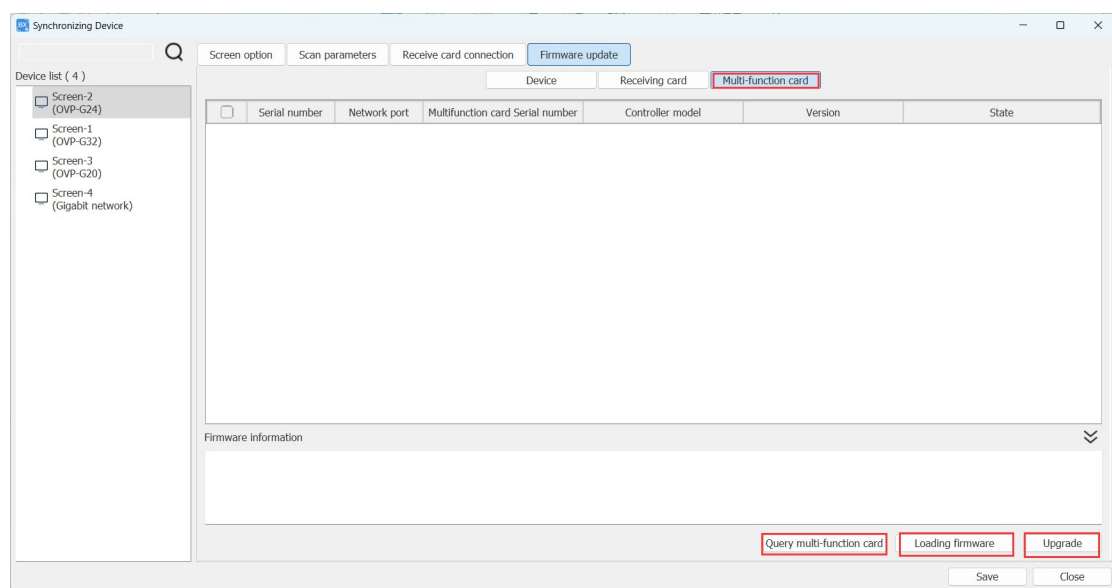 BX Synchronizing Device
Screen option Scan parameters Receive card connection Firmware update
Device list ( 4 )
Device Receiving card Multi-function card
Screen-2
(OVP-G24)
Screen-1
(OVP-G32)
Screen-3
(OVP-G20)
Screen-4
(Gigabit network)
Serial number Network port Multifunction card Serial number Controller model Version State
Firmware information
Query multi-function card Loading firmware Upgrade
Save Close